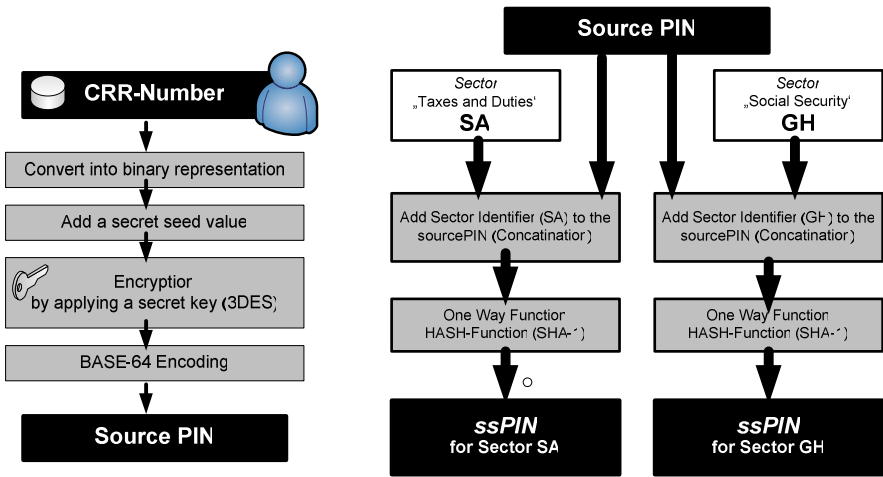 CRR-Number
Convert into binary representation
Add a secret seed value
Encryptior
by applying a secret key (3DES)
BASE-64 Encoding
Source PIN
Source PIN
Sector
„Taxes and Duties‘
SA
Sector
„Social Security‘
GH
Add Sector Identifier (SA) to the
sourcePIN (Concatinatior)
Add Sector Identifier (GH) to the
sourcePIN (Concatinatior)
One Way Function
HASH-Function (SHA-1)
One Way Function
HASH-Function (SHA-1)
ssPIN
for Sector SA
ssPIN
for Sector GH